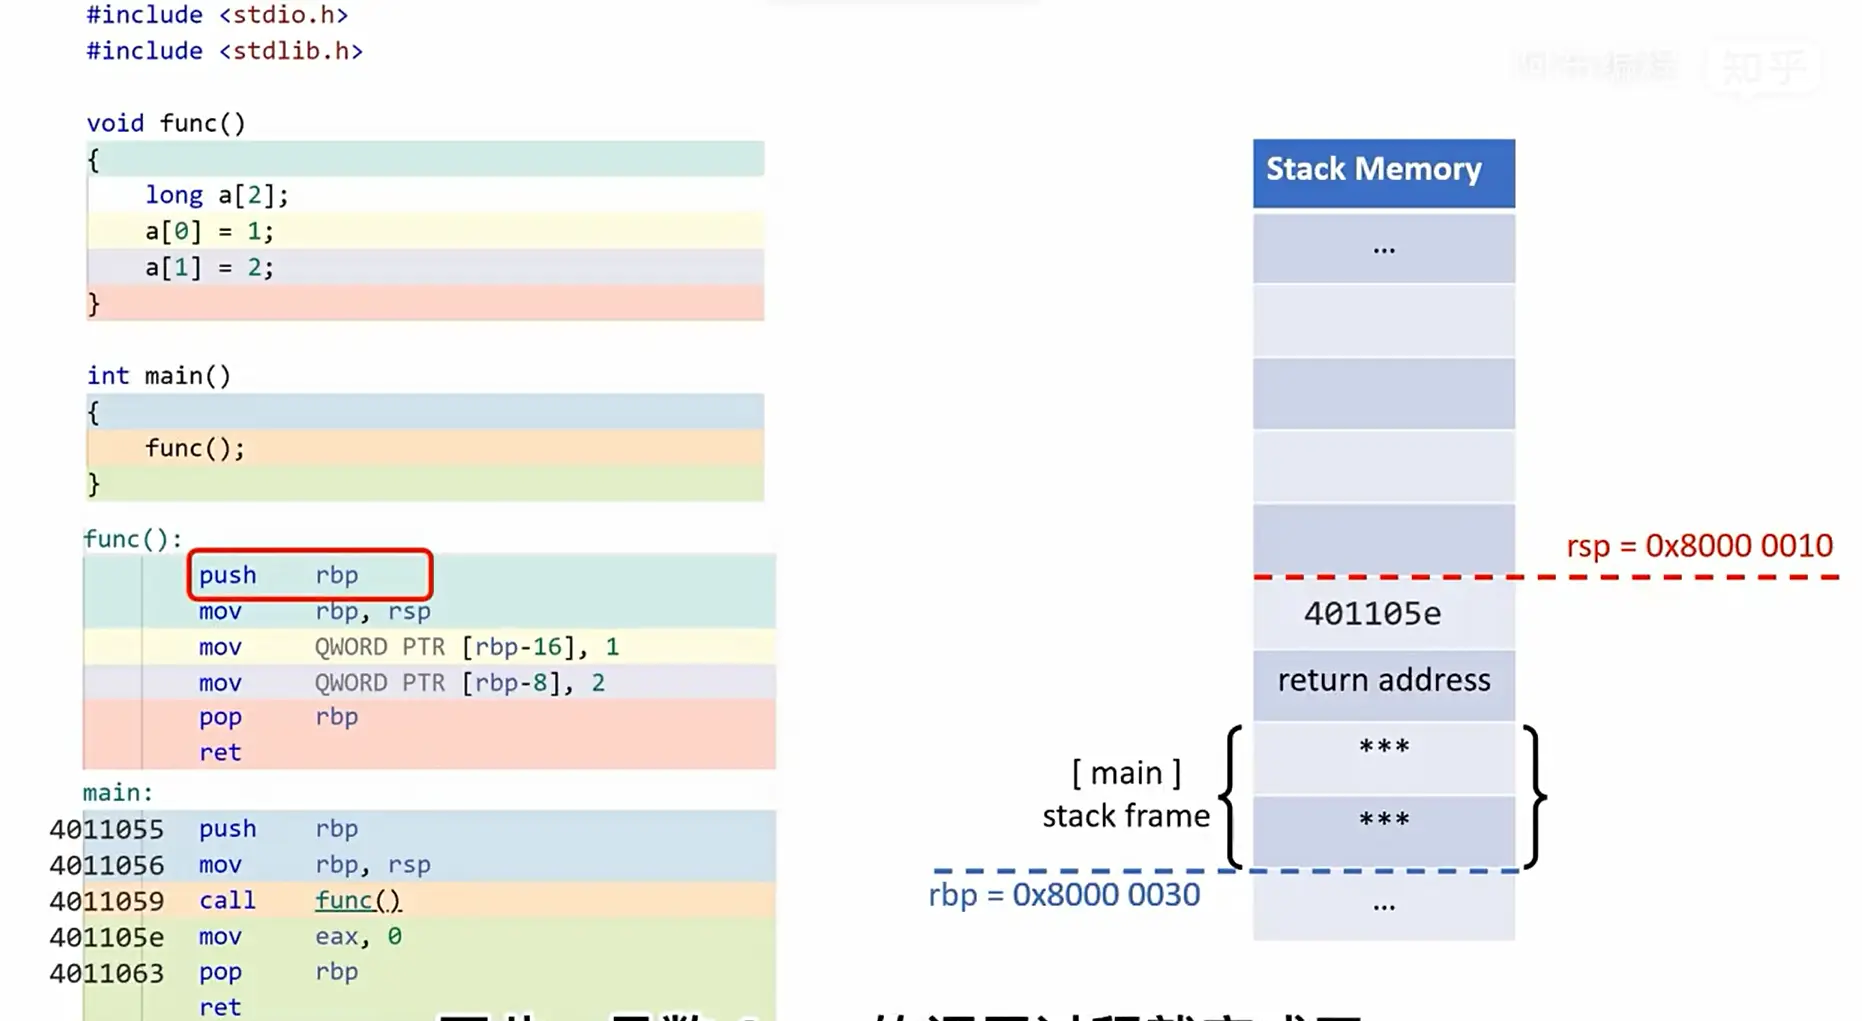 #include <stdio.h>
#include <stdlib.h>
void func()
{
long a[2];
a[0] = 1;
a[1] = 2;
}
int main()
{
func();
}
func():
push rbp
mov rbp, rsp
mov QWORD PTR [rbp-16], 1
mov QWORD PTR [rbp-8], 2
pop rbp
ret
main:
4011055 push rbp
4011056 mov rbp, rsp
4011059 call func()
401105e mov eax, 0
4011063 pop rbp
ret
知乎
Stack Memory
...
rsp = 0x8000 0010
401105e
return address
***
[ main ]
stack frame
***
rbp = 0x8000 0030
...